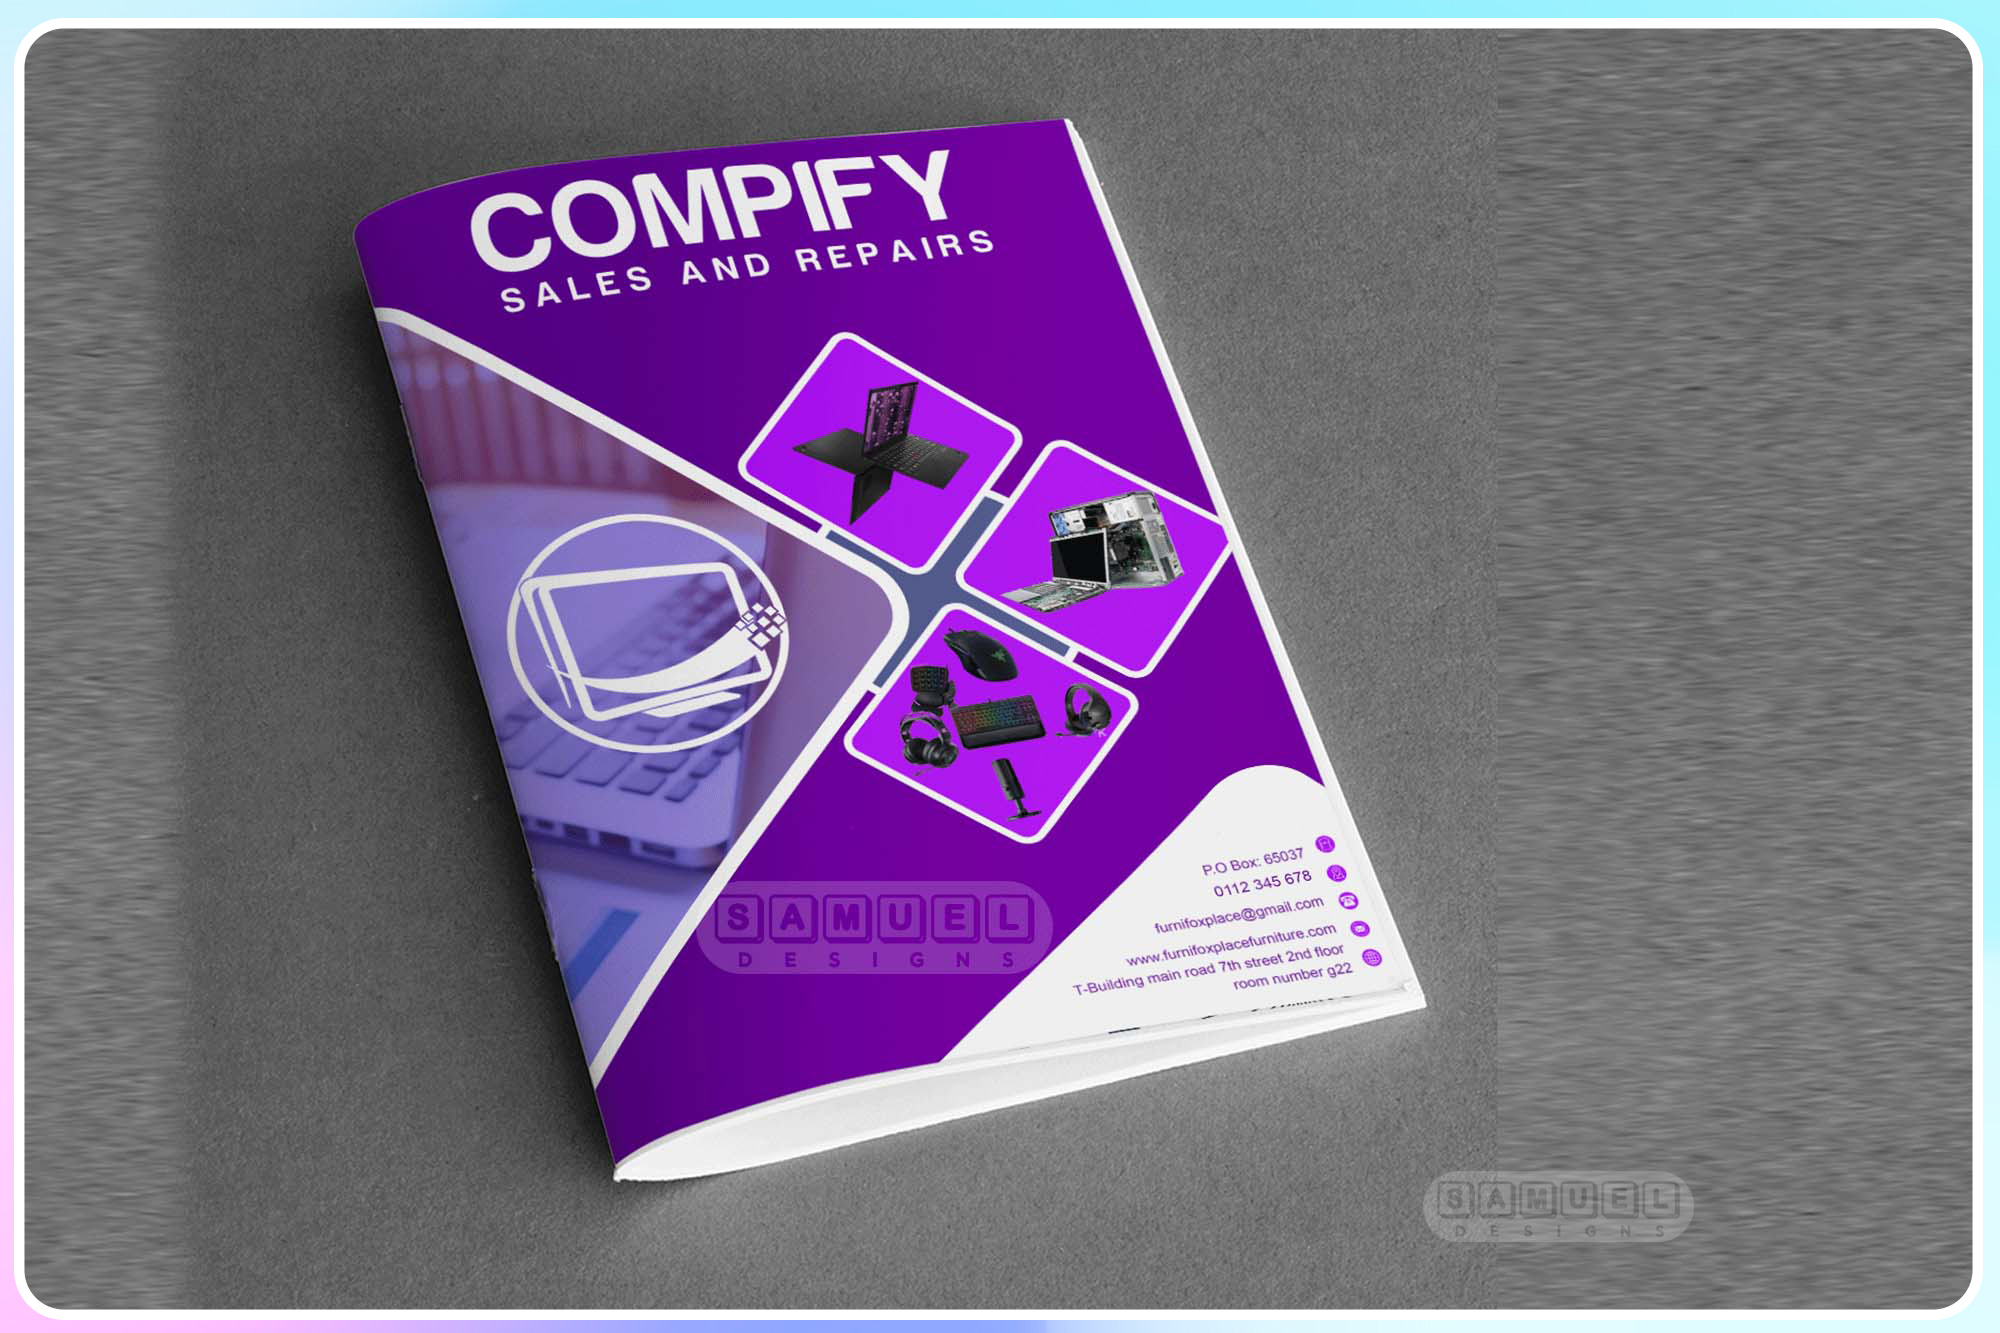 COMPIFY
SALES AND REPAIRS
P.O Box: 65037
0112 345 678
furnifoxplace@gmail.com
www.furnifoxplacefurniture.com
T-Building main road 7th street 2nd floor
room number g22
SAMUEL
DESIGNS
SAMUEL
DESIGNS